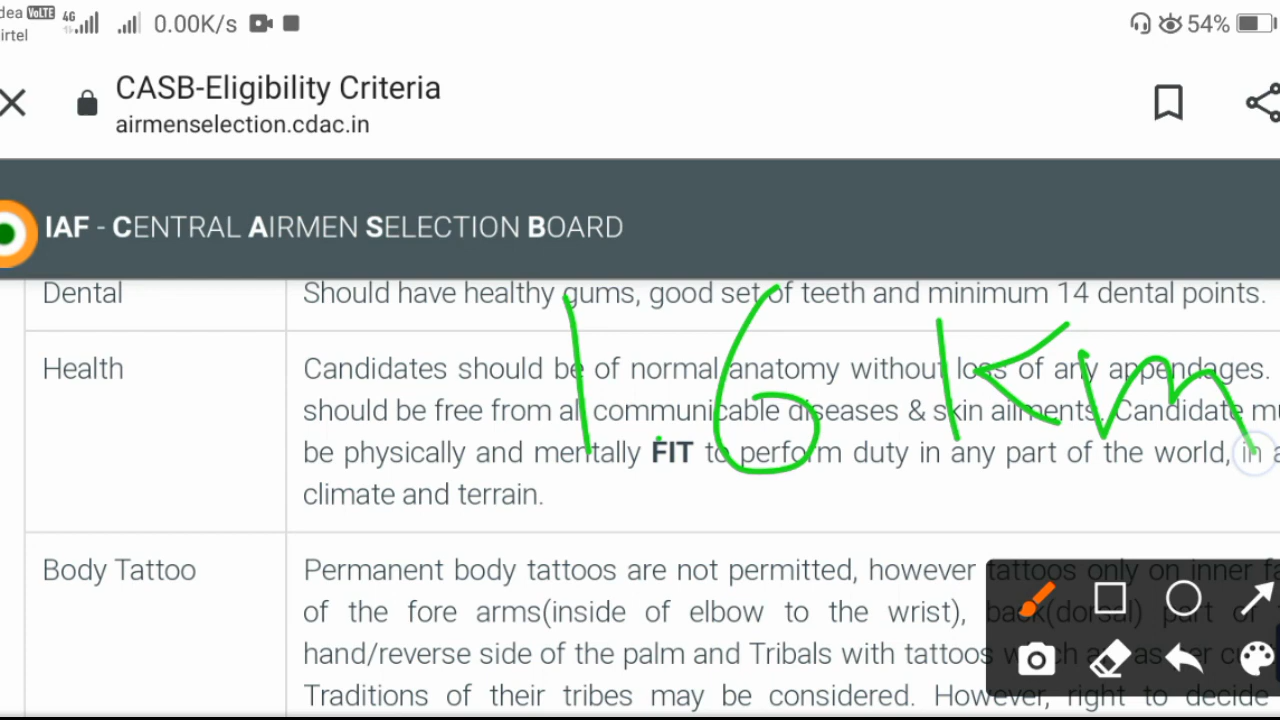 dea VoLTE 4G 0.00K/s 54%
irtel
CASB-Eligibility Criteria
airmenselection.cdac.in
IAF - CENTRAL AIRMEN SELECTION BOARD
Dental Should have healthy gums, good set of teeth and minimum 14 dental points.
1.6 Km
Health Candidates should be of normal anatomy without loss of any appendages.
should be free from all communicable diseases & skin ailments. Candidate mu
be physically and mentally FIT to perform duty in any part of the world, in a
climate and terrain.
Body Tattoo Permanent body tattoos are not permitted, however tattoos only on inner fa
of the fore arms(inside of elbow to the wrist), back(dorsal) part of
hand/reverse side of the palm and Tribals with tattoos
Traditions of their tribes may be considered. However, right to decide